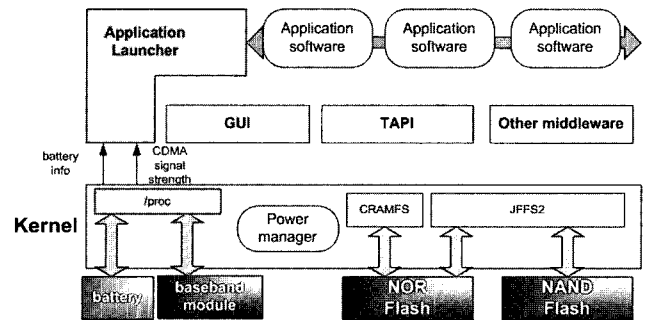 Application
Launcher
Application
software
Application
software
Application
software
GUI
TAPI
Other middleware
battery
info
CDMA
signal
strength
Kernel
/proc
Power
manager
CRAMFS
JFFS2
battery
baseband
module
NOR
Flash
NAND
Flash